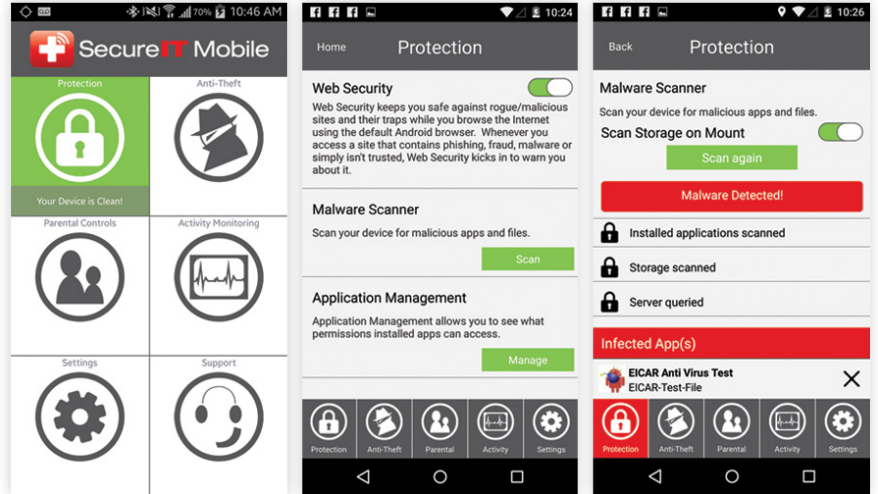 70% 10:46 AM
SecureIT Mobile
Protection
Anti-Theft
Your Device is Clean!
Parental Controls
Activity Monitoring
Settings
Support
10:24
Home
Protection
Web Security
Web Security keeps you safe against rogue/malicious
sites and their traps while you browse the Internet
using the default Android browser. Whenever you
access a site that contains phishing, fraud, malware or
simply isn't trusted, Web Security kicks in to warn you
about it.
Malware Scanner
Scan your device for malicious apps and files.
Scan
Application Management
Application Management allows you to see what
permissions installed apps can access.
Manage
Protection
Anti-Theft
Parental
Activity
Settings
10:26
Back
Protection
Malware Scanner
Scan your device for malicious apps and files.
Scan Storage on Mount
Scan again
Malware Detected!
Installed applications scanned
Storage scanned
Server queried
Infected App(s)
EICAR Anti Virus Test
EICAR-Test-File
Protection
Anti-Theft
Parental
Activity
Settings